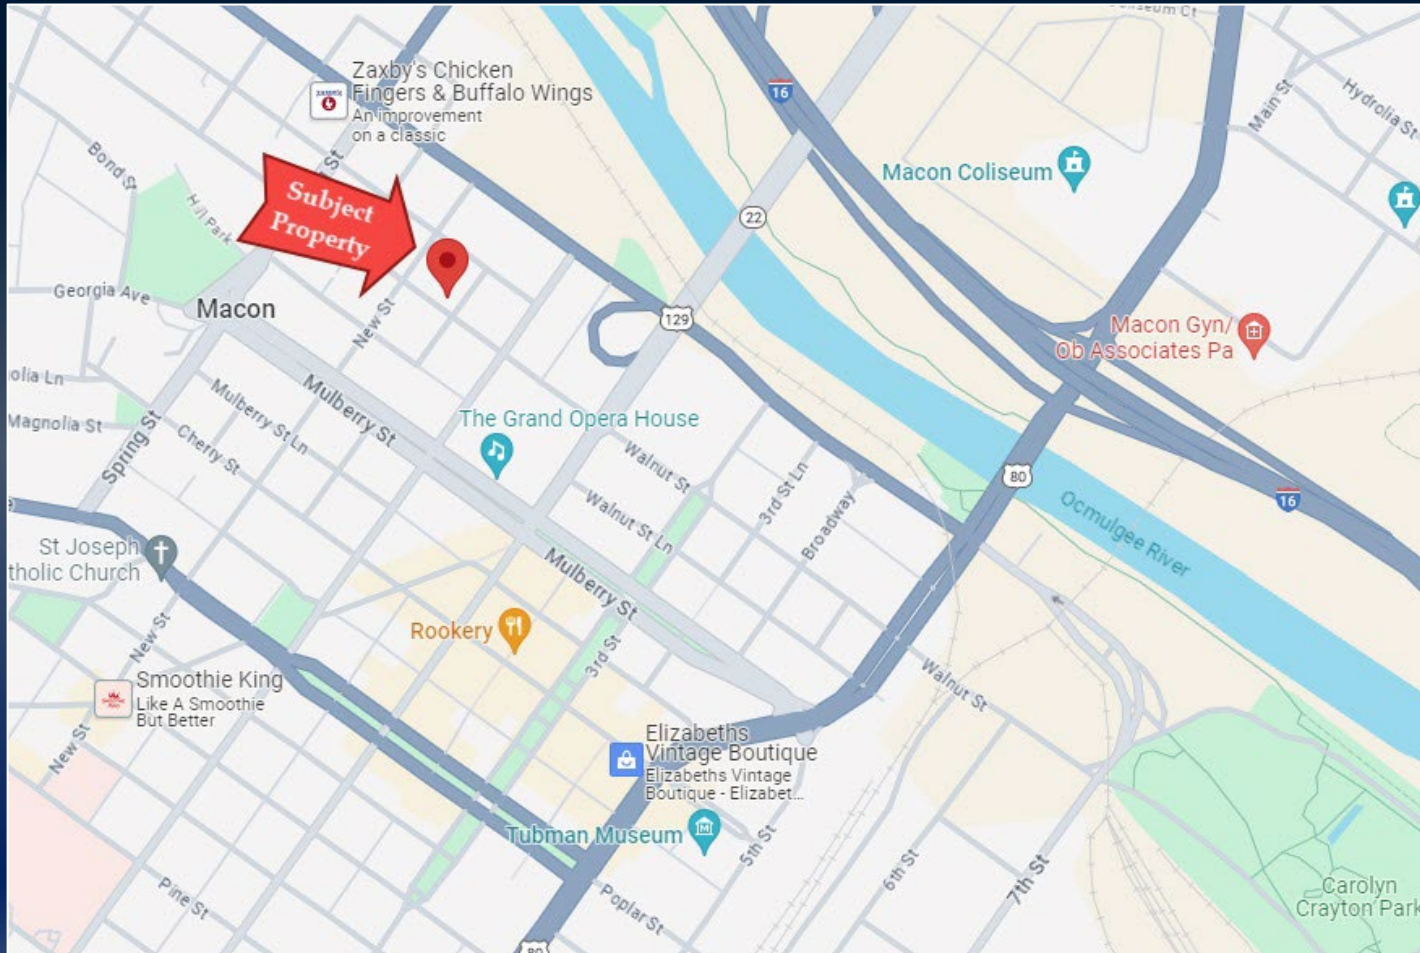 Coliseum Ct
Zaxby's Chicken
Fingers & Buffalo Wings
An improvement
on a classic
16
Main St
Hydrolia St
Bond St
St
Macon Coliseum
Subject
Property
Hill Park
22
Georgia Ave
Macon
New St
129
Macon Gyn/
Ob Associates Pa
olia Ln
Magnolia St
Mulberry St Ln
Mulberry St
Cherry St
Spring St
The Grand Opera House
Walnut St
3rd St Ln
Walnut St Ln
Broadway
80
16
Ocmulgee River
St Joseph
tholic Church
Mulberry St
New St
Rookery
3rd St
Walnut St
Smoothie King
Like A Smoothie
But Better
New St
Elizabeths
Vintage Boutique
Elizabeths Vintage
Boutique - Elizabet...
Tubman Museum
M
5th St
6th St
7th St
Pine St
Poplar St
Carolyn
Crayton Park
80